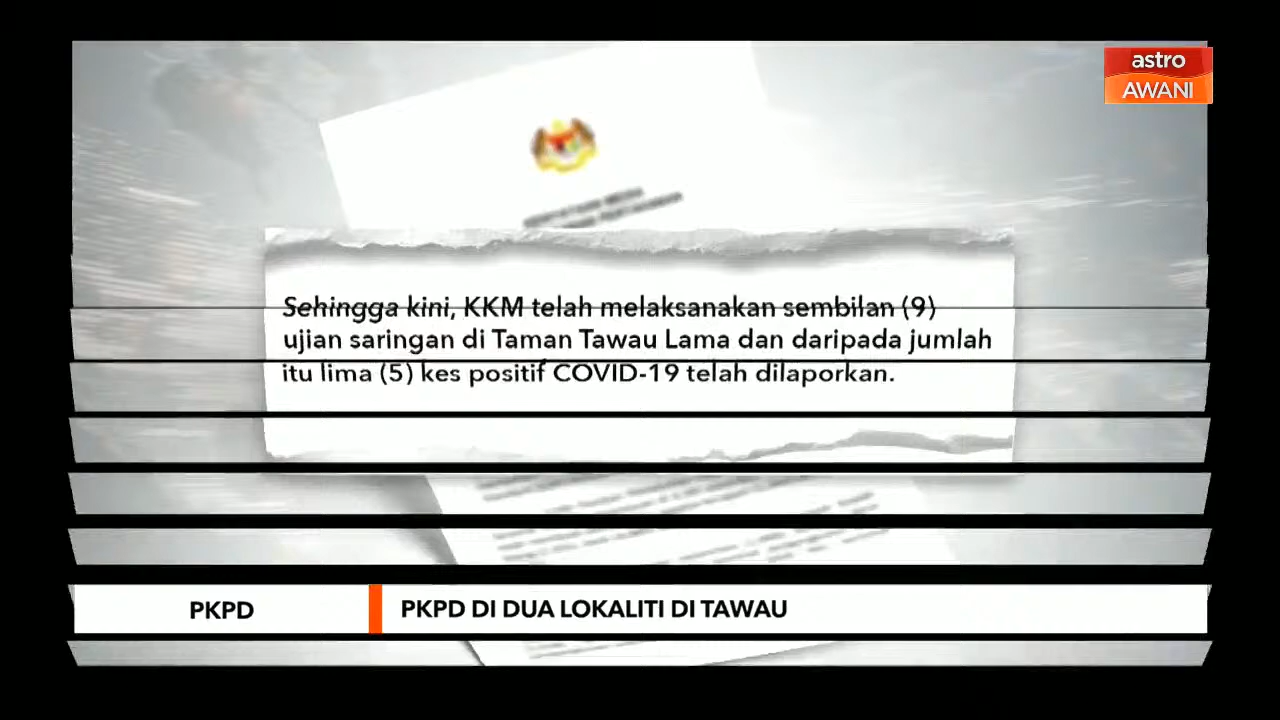 astro
AWANI
Sehingga kini, KKM telah melaksanakan sembilan (9)
ujian saringan di Taman Tawau Lama dan daripada jumlah
itu lima (5) kes positif COVID-19 telah dilaporkan.
PKPD
PKPD DI DUA LOKALITI DI TAWAU